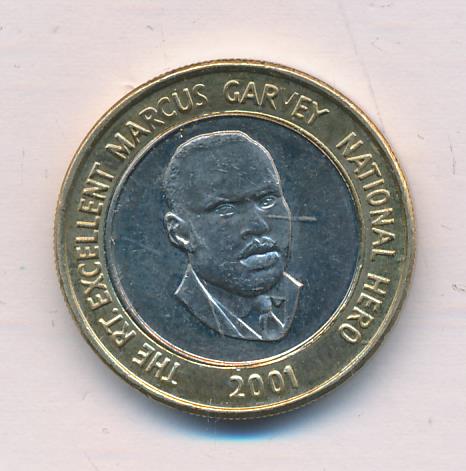 THE RT. EXCELLENT MARCUS GARVEY NATIONAL HERO
2001